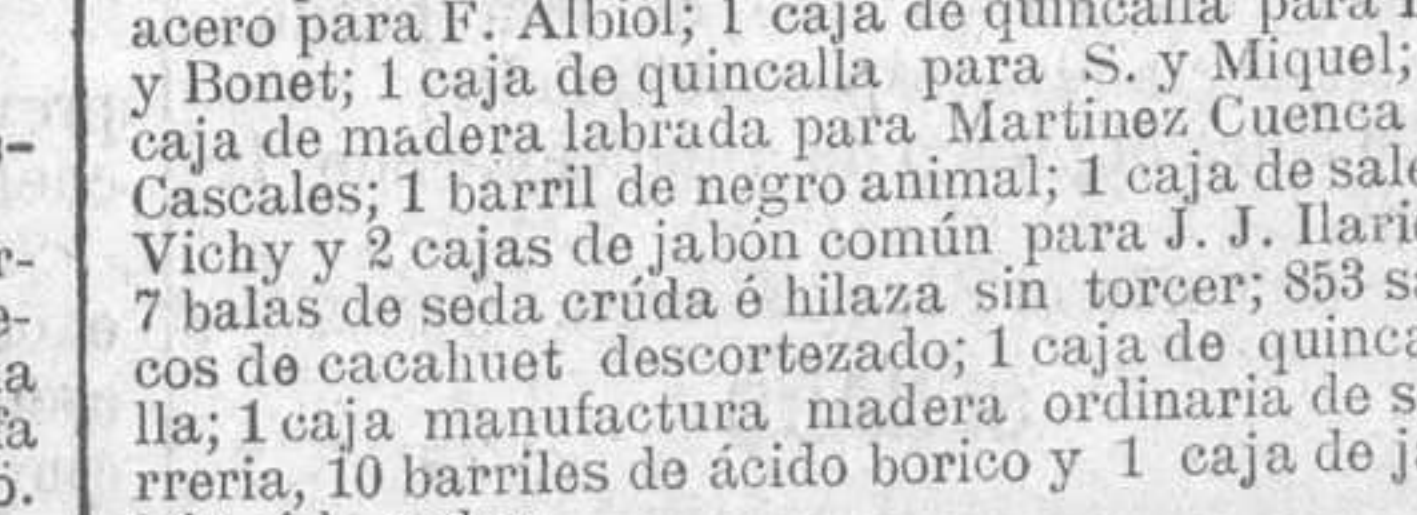 acero para F. Albiol; 1 caja de quincalla para
y Bonet; 1 caja de quincalla para S. y Miquel;
caja de madera labrada para Martinez Cuenca
Cascales; 1 barril de negro animal; 1 caja de
Vichy y 2 cajas de jabón común para J. J.
7 balas de seda crúda é hilaza sin torcer; 853
cos de cacahuet descortezado; 1 caja de quinca
lla; 1 caja manufactura madera ordinaria de
rreria, 10 barriles de ácido borico y 1 caja de